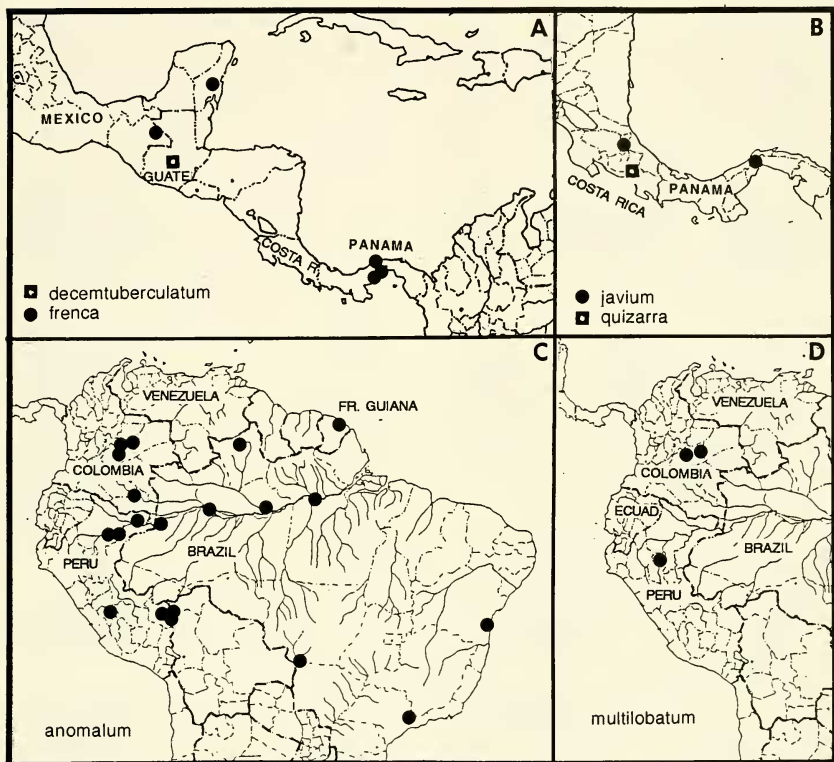 A
MEXICO
GUATEL
COSTA R.
PANAMA
decemtuberculatum
frenca
B
COSTA RICA
PANAMA
javium
quizarra
C
VENEZUELA
FR. GUIANA
COLOMBIA
PERU
BRAZIL
anomalum
D
VENEZUELA
COLOMBIA
ECUAD.
BRAZIL
PERU
multilobatum